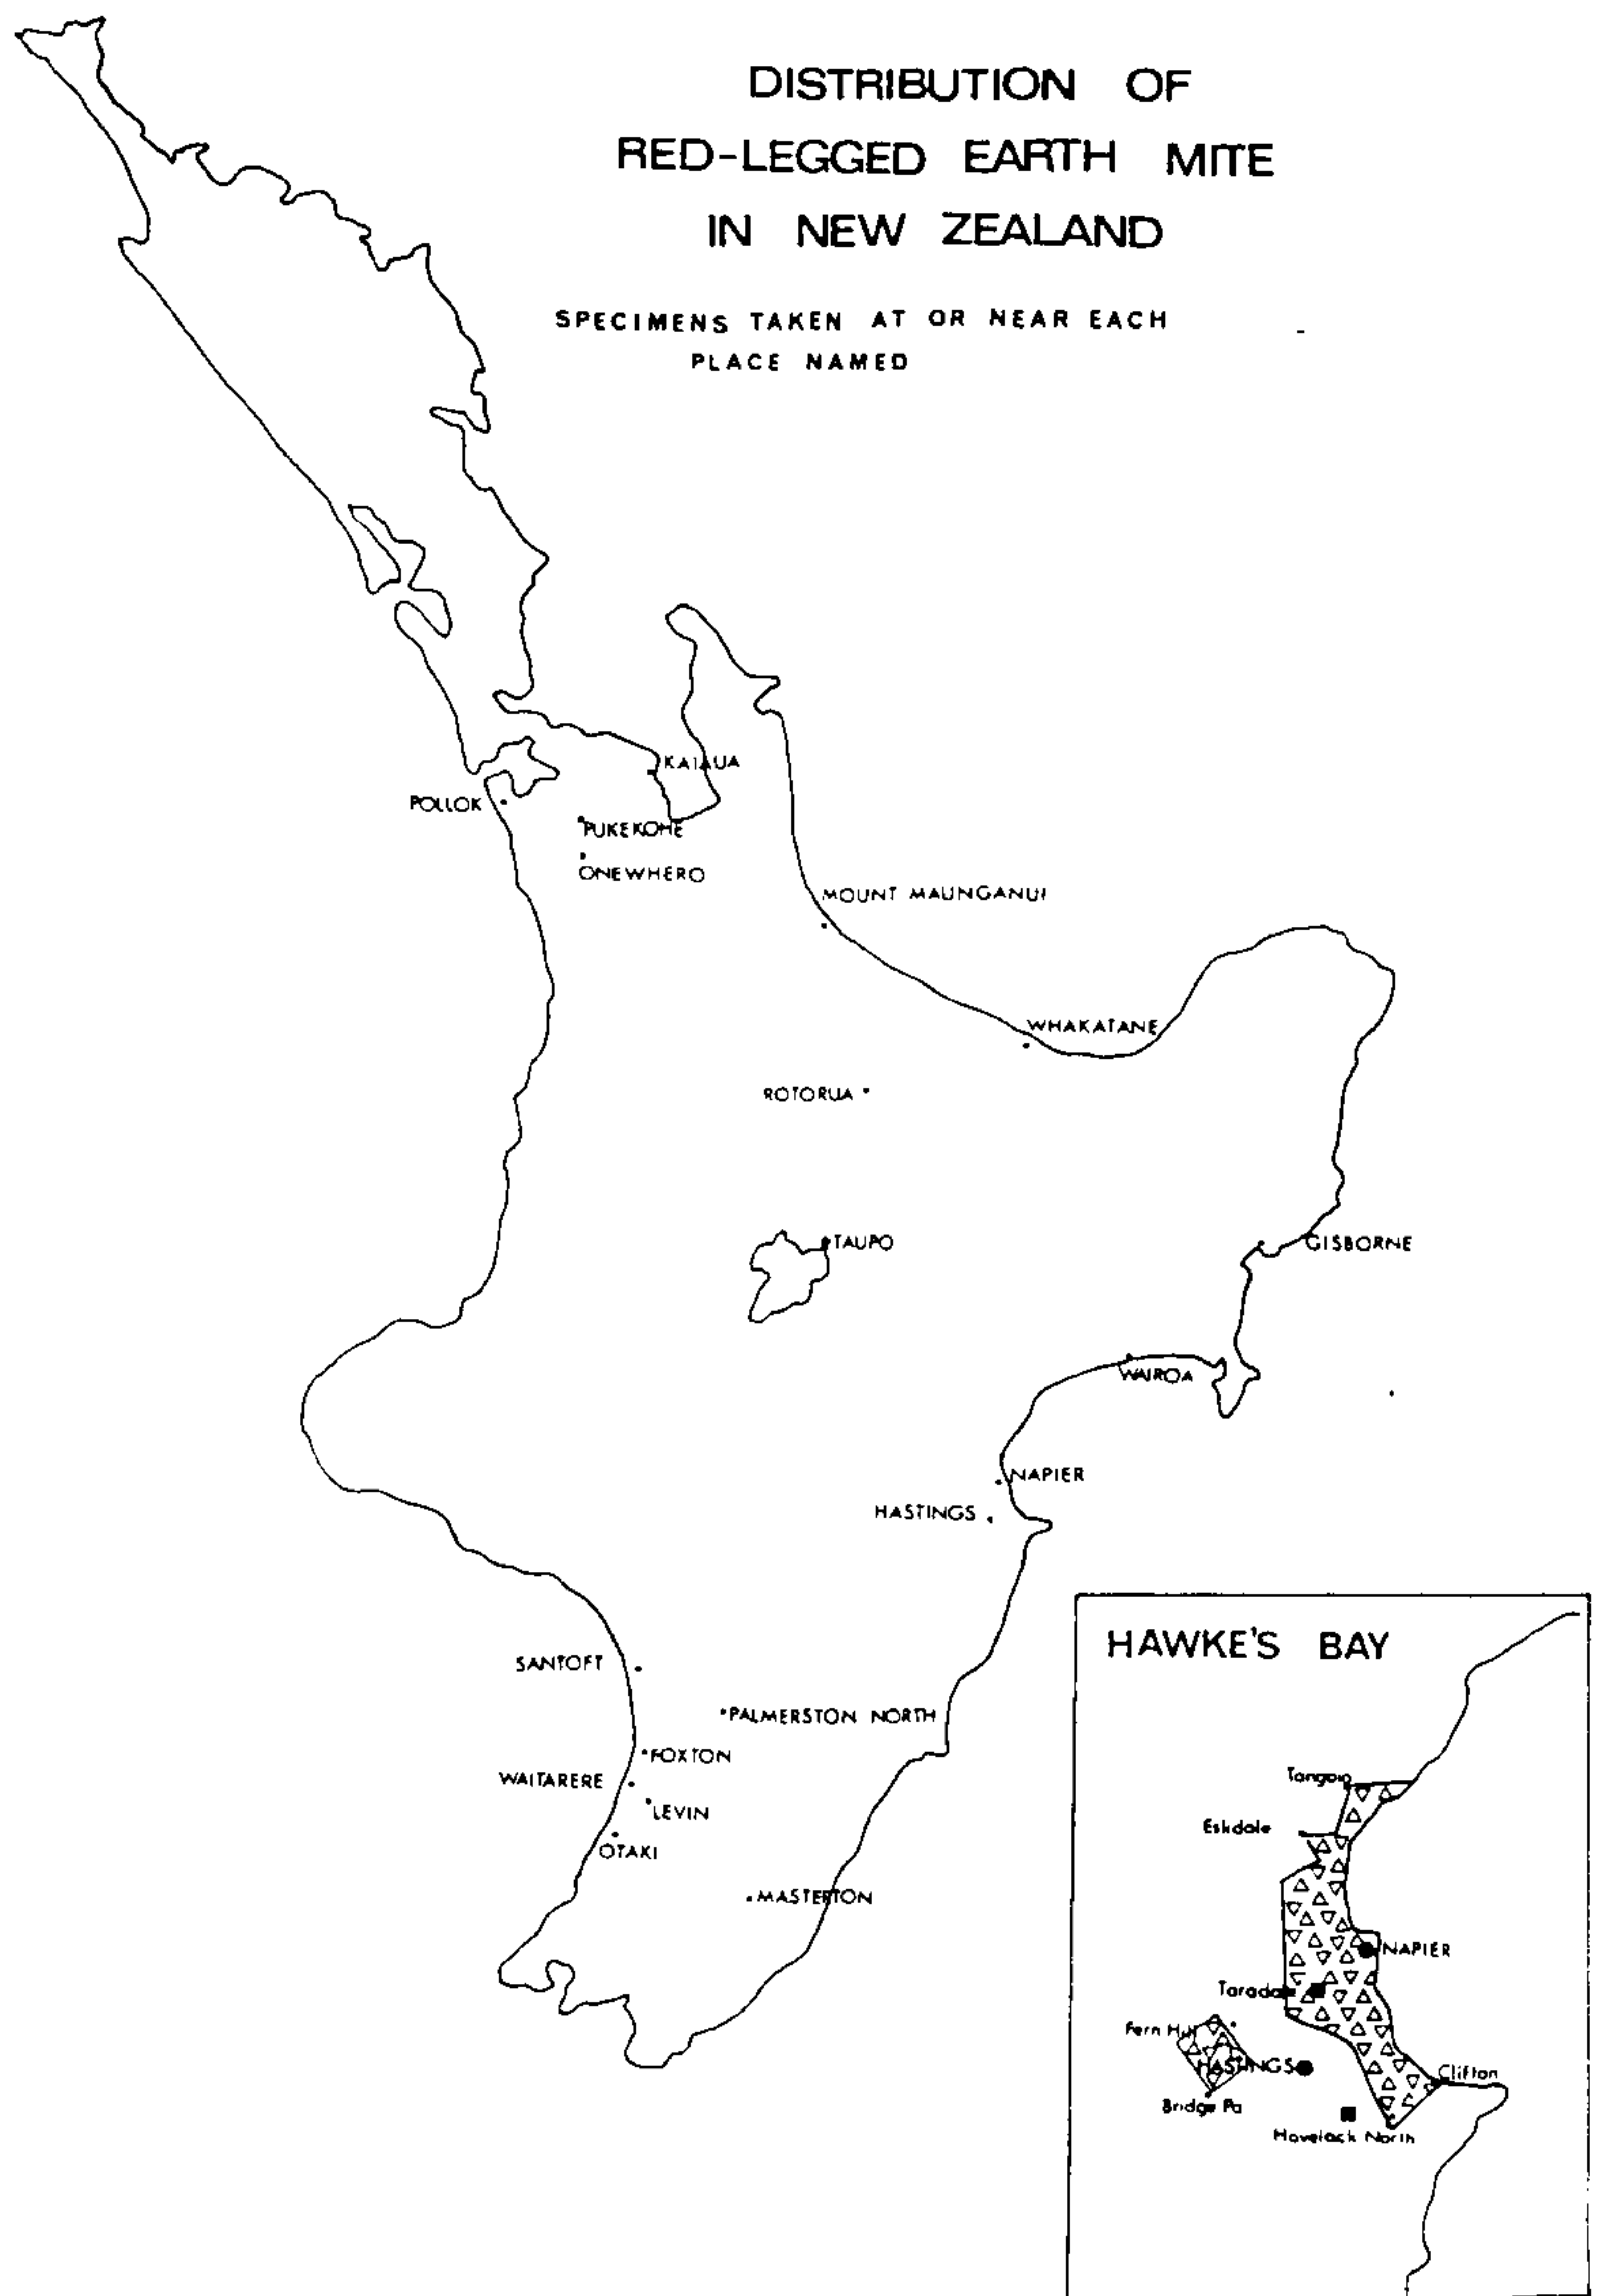 DISTRIBUTION OF
RED-LEGGED EARTH MITE
IN NEW ZEALAND
SPECIMENS TAKEN AT OR NEAR EACH
PLACE NAMED
KAIAUA
POLLOK
PUKEKOHE
ONEWHERO
MOUNT MAUNGANUI
WHAKATANE
ROTORUA
TAUPO
GISBORNE
WAIROA
NAPIER
HASTINGS
SANTOFT
PALMERSTON NORTH
FOXTON
WAITARERE
LEVIN
OTAKI
MASTERTON
HAWKE'S BAY
Tangoio
Eskdale
NAPIER
Taradale
Fern Hill
HASTINGS
Clifton
Bridge Pa
Havelock North